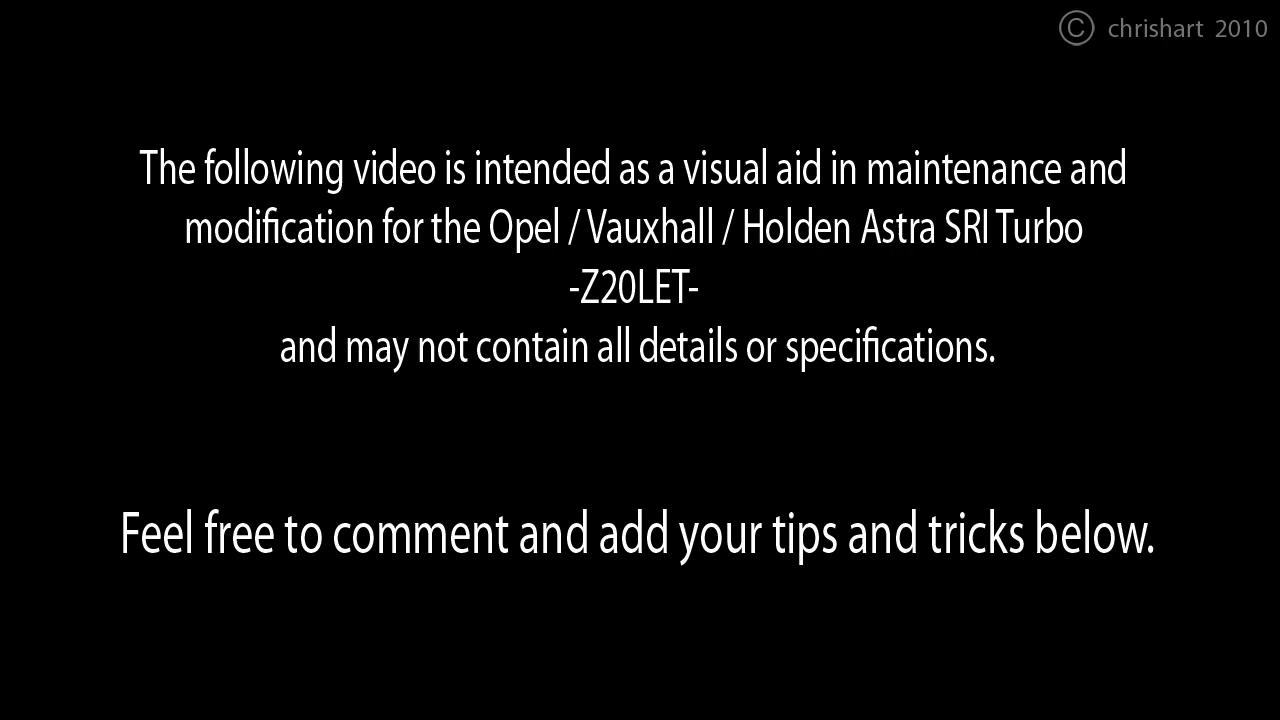 © chrishart 2010
The following video is intended as a visual aid in maintenance and
modification for the Opel / Vauxhall / Holden Astra SRI Turbo
-Z20LET-
and may not contain all details or specifications.
Feel free to comment and add your tips and tricks below.